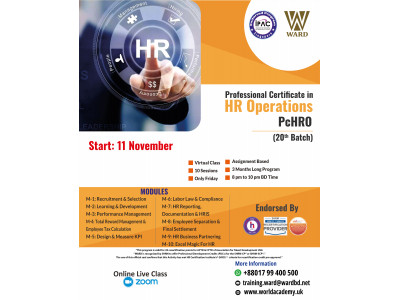 HR
$$
IPAC
WARD
Professional Certificate in
HR Operations
PcHRO
(20th Batch)
Start: 11 November
Virtual Class
10 Sessions
Only Friday
Assignment Based
3 Months Long Program
8 pm to 10 pm BD Time
MODULES
M-1: Recruitment & Selection
M-2: Learning & Development
M-3: Performance Management
M-4: Total Reward Management &
Employee Tax Calculation
M-5: Design & Measure KPI
M-6: Labor Law & Compliance
M-7: HR Reporting,
Documentation & HRIS
M-8: Employee Separation &
Final Settlement
M-9: HR Business Partnering
M-10: Excel Magic For HR
Endorsed By
PROVIDER
Online Live Class
zoom
More Information
+88017 99 400 500
training.ward@wardbd.net
www.worldacademy.uk